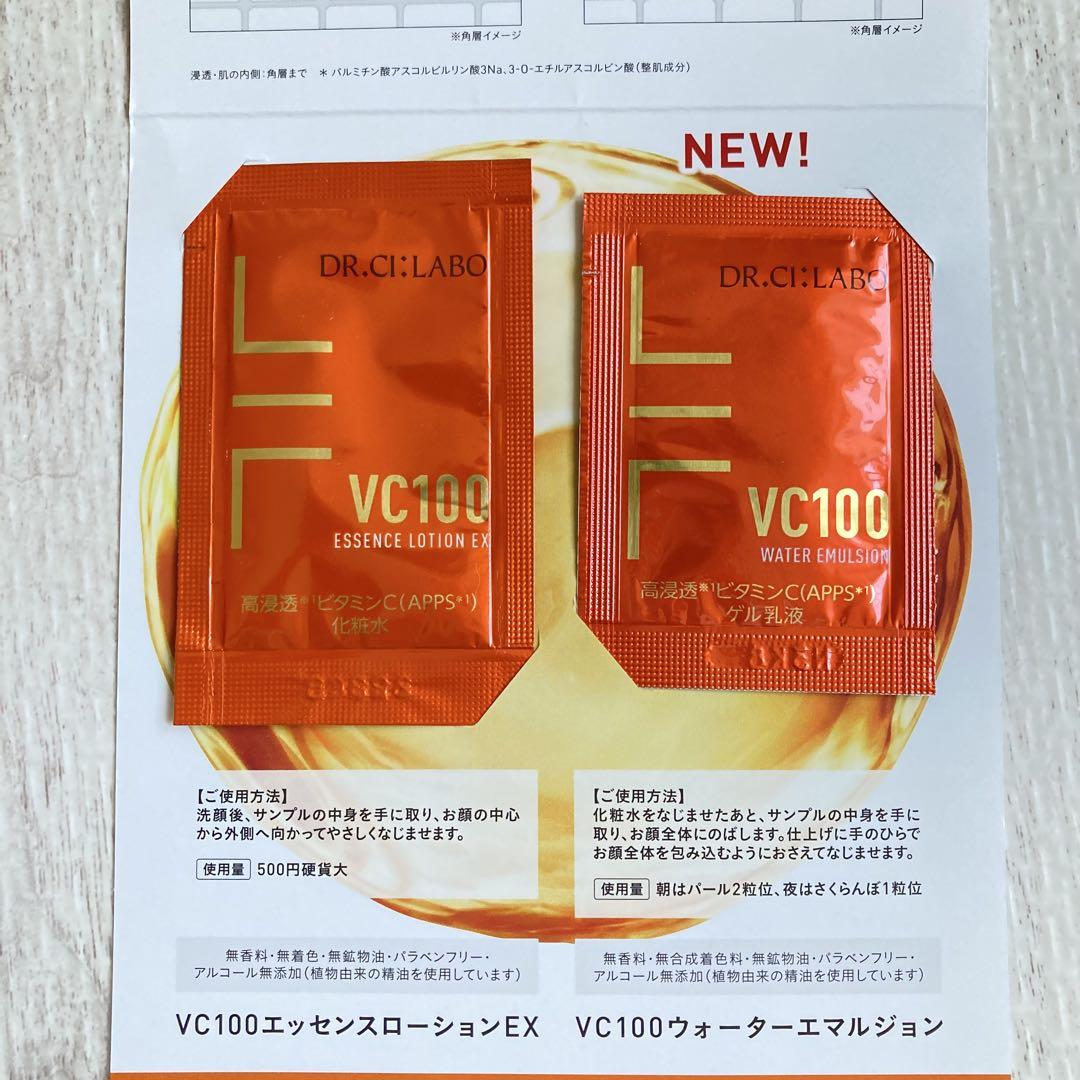 ※角層イメージ
※角層イメージ
浸透・肌の内側：角層まで ＊パルミチン酸アスコルビルリン酸3Na、3-O-エチルアスコルビン酸（整肌成分）
NEW!
DR.CI:LABO
VC100
ESSENCE LOTION EX
高浸透※1ビタミンC(APPS*1)
化粧水
DR.CI:LABO
VC100
WATER EMULSION
高浸透※1ビタミンC(APPS*1)
ゲル乳液
【ご使用方法】
洗顔後、サンプルの中身を手に取り、お顔の中心
から外側へ向かってやさしくなじませます。
使用量 500円硬貨大
【ご使用方法】
化粧水をなじませたあと、サンプルの中身を手に
取り、お顔全体にのばします。仕上げに手のひらで
お顔全体を包み込むようにおさえてなじませます。
使用量 朝はパール2粒位、夜はさくらんぼ1粒位
無香料・無着色・無鉱物油・パラベンフリー・
アルコール無添加（植物由来の精油を使用しています）
無香料・無合成着色料・無鉱物油・パラベンフリー・
アルコール無添加（植物由来の精油を使用しています）
VC100エッセンスローションEX
VC100ウォーターエマルジョン